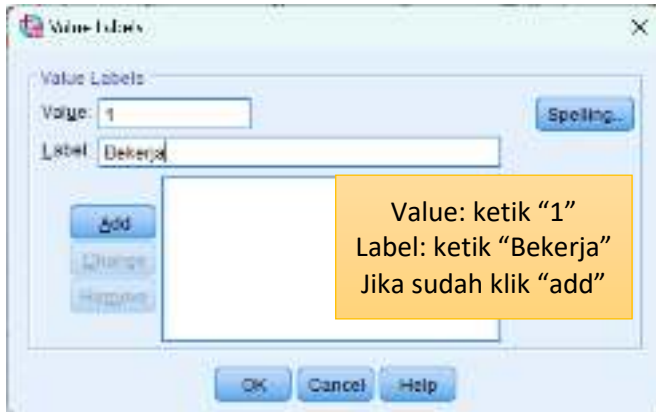 Value Labels
Value Labels
Value: 1
Spelling...
Label: Bekerja
Add
Change
Remove
Value: ketik “1”
Label: ketik “Bekerja”
Jika sudah klik “add”
OK Cancel Help